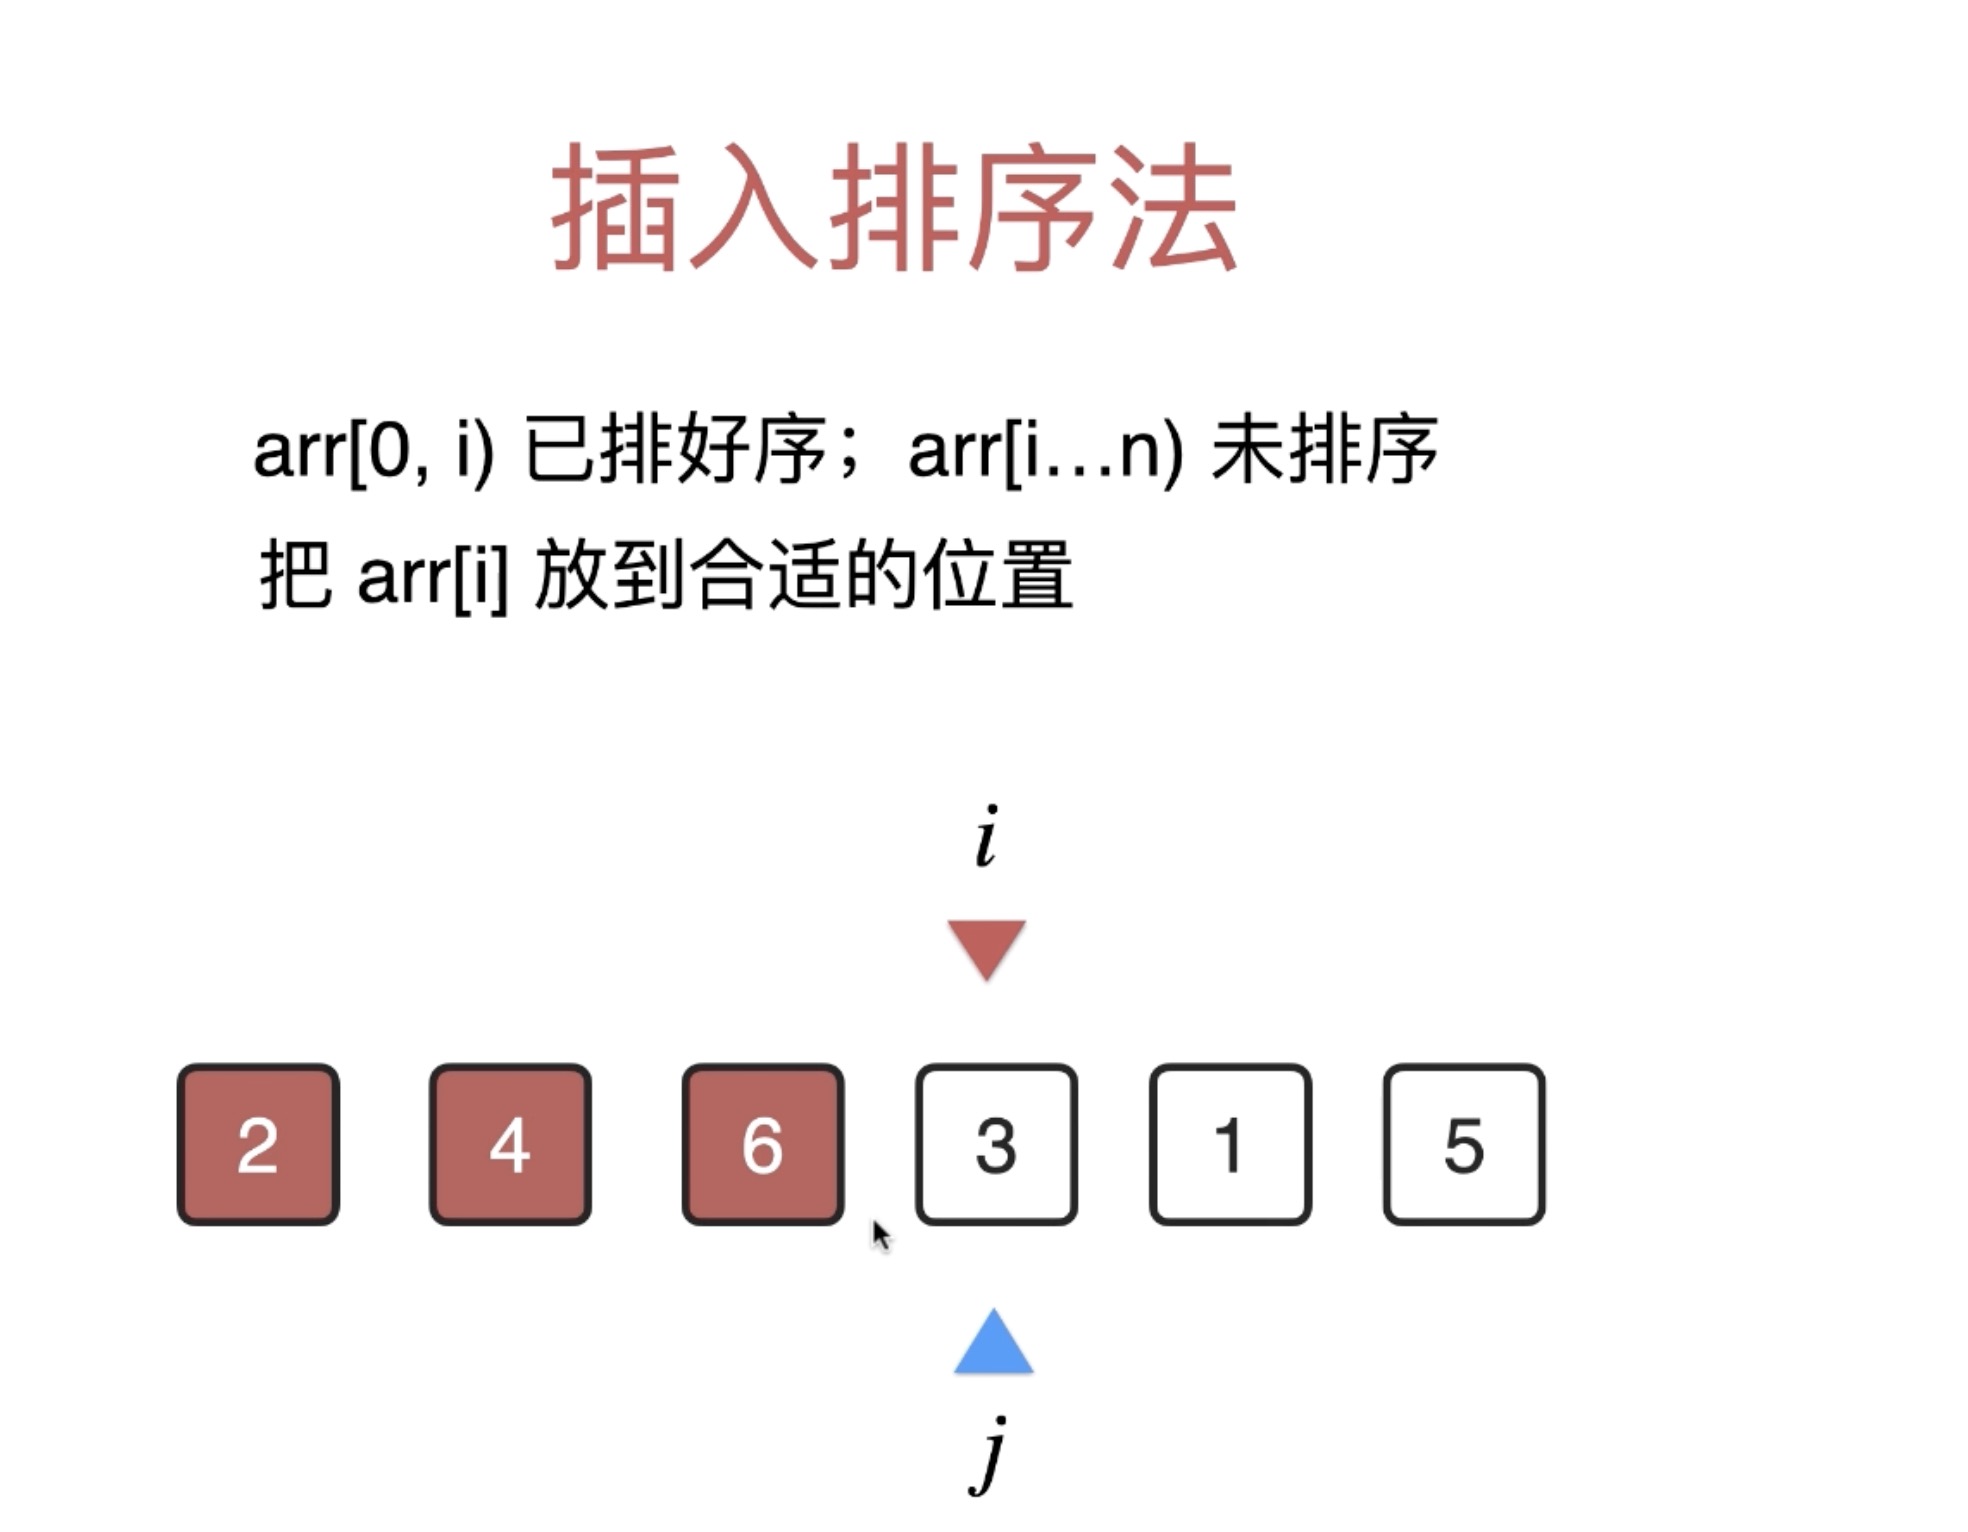 插入排序法
arr[0, i) 已排好序；arr[i...n) 未排序
把 arr[i] 放到合适的位置
i
2 4 6 3 1 5
j